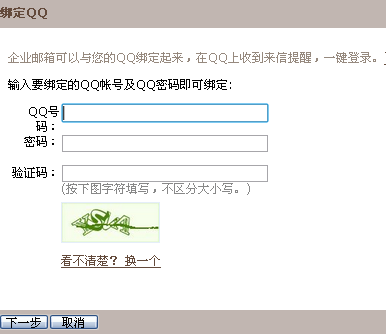 绑定QQ
企业邮箱可以与您的QQ绑定起来，在QQ上收到来信提醒，一键登录。
输入要绑定的QQ帐号及QQ密码即可绑定：
QQ号
码：
密码：
验证码：
(按下图字符填写，不区分大小写。)
看不清楚？ 换一个
下一步 取消